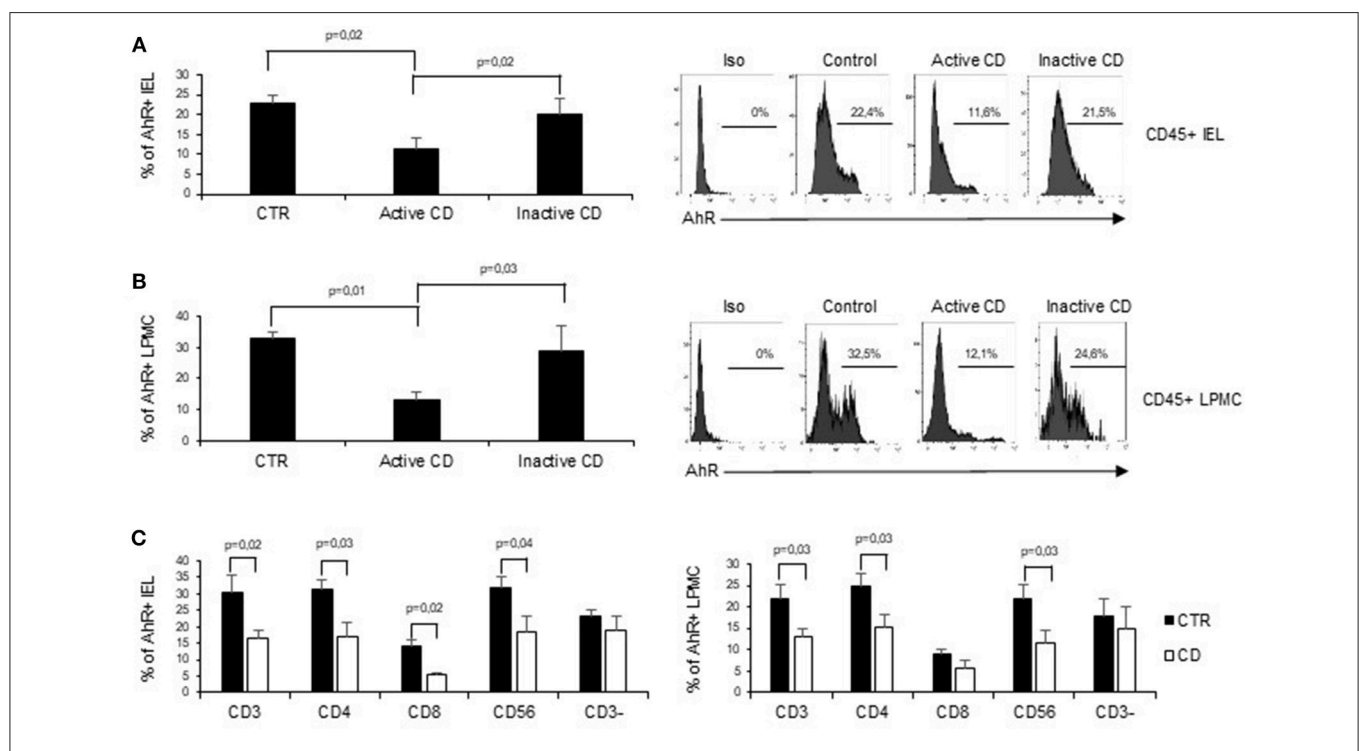 A
p=0,02
p=0,02
% of AhR+ IEL
30
25
20
15
10
5
0
CTR
Active CD
Inactive CD
Iso
Control
Active CD
Inactive CD
0%
22,4%
11,6%
21,5%
CD45+ IEL
AhR
B
p=0,01
p=0,03
% of AhR+ LPMC
40
30
20
10
0
CTR
Active CD
Inactive CD
Iso
Control
Active CD
Inactive CD
0%
32,5%
12,1%
24,6%
CD45+ LPMC
AhR
C
p=0,02
p=0,03
p=0,02
p=0,04
% of AhR+ IEL
40
35
30
25
20
15
10
5
0
CD3
CD4
CD8
CD56
CD3-
p=0,03
p=0,03
p=0,03
% of AhR+ LPMC
30
25
20
15
10
5
0
CD3
CD4
CD8
CD56
CD3-
CTR
CD